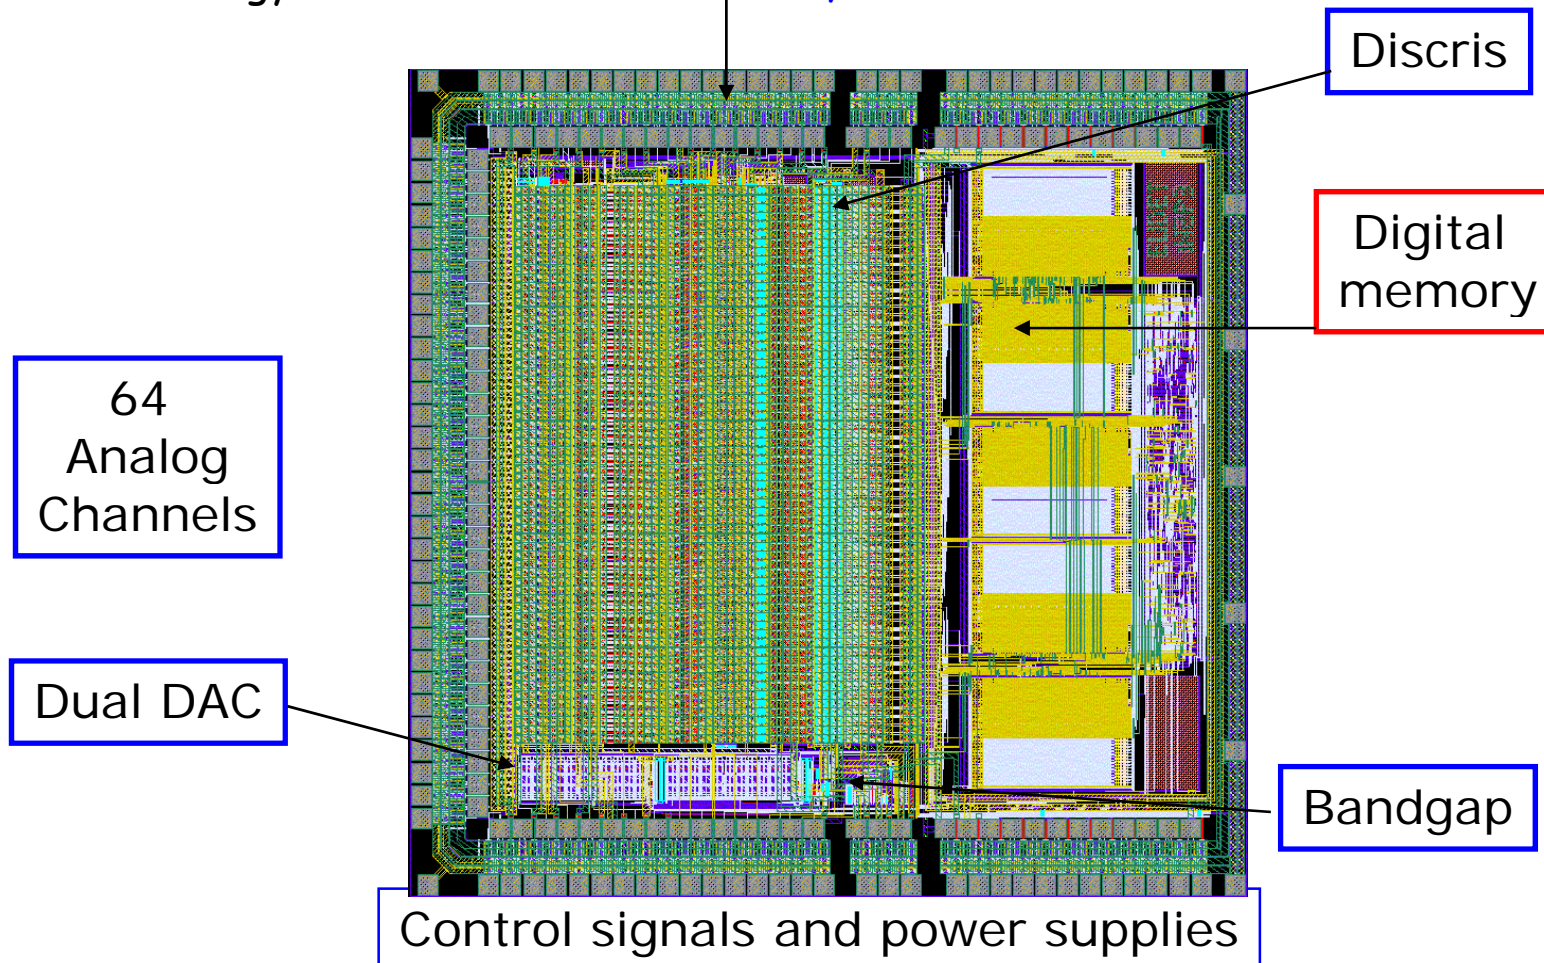 Discris
Digital
memory
64
Analog
Channels
Dual DAC
Bandgap
Control signals and power supplies